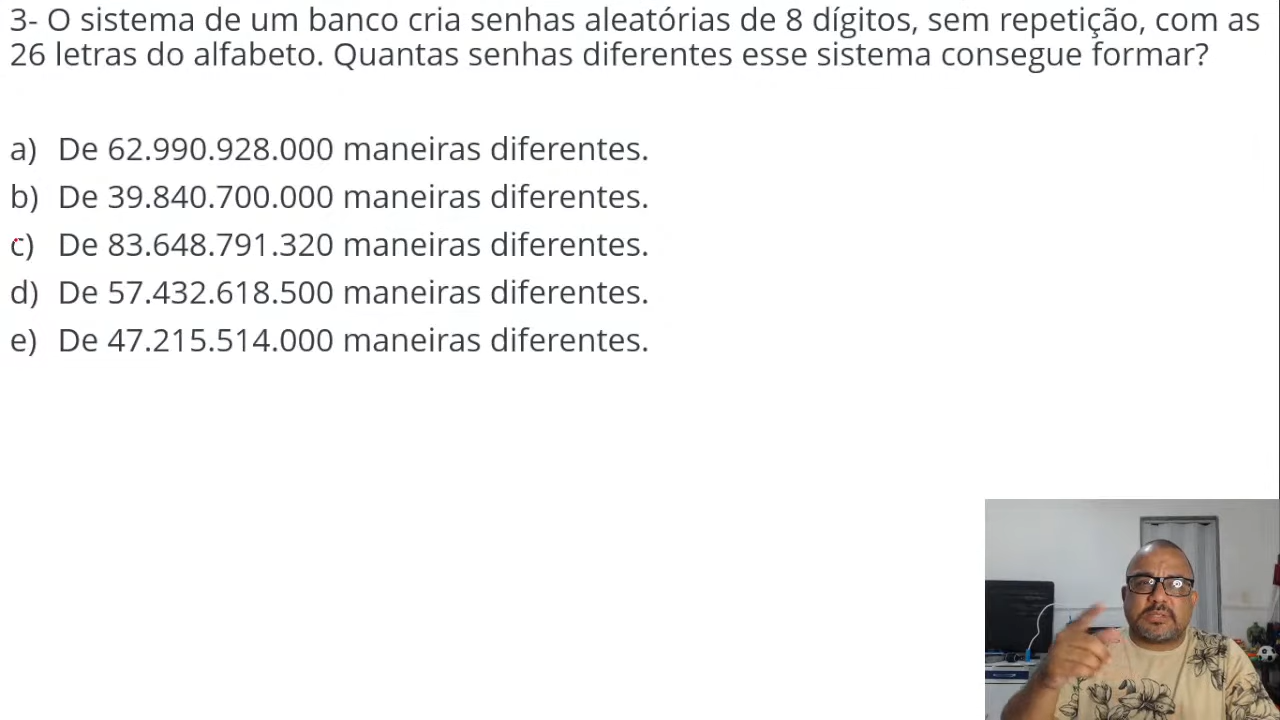 3- O sistema de um banco cria senhas aleatórias de 8 dígitos, sem repetição, com as
26 letras do alfabeto. Quantas senhas diferentes esse sistema consegue formar?
a) De 62.990.928.000 maneiras diferentes.
b) De 39.840.700.000 maneiras diferentes.
c) De 83.648.791.320 maneiras diferentes.
d) De 57.432.618.500 maneiras diferentes.
e) De 47.215.514.000 maneiras diferentes.